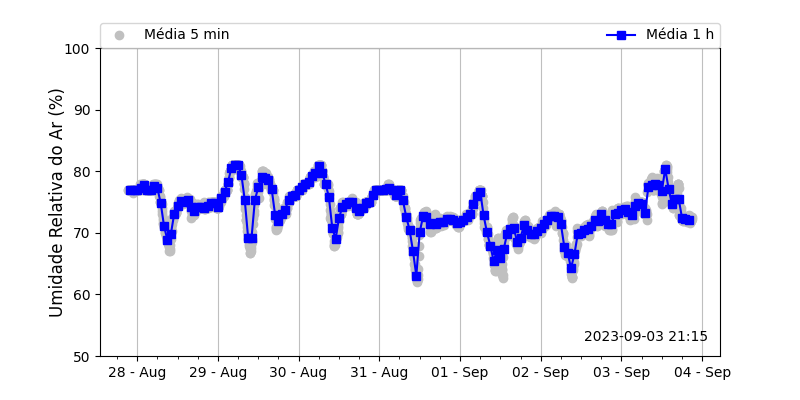 Média 5 min
Média 1 h
Umidade Relativa do Ar (%)
100
90
80
70
60
50
2023-09-03 21:15
28 - Aug
29 - Aug
30 - Aug
31 - Aug
01 - Sep
02 - Sep
03 - Sep
04 - Sep